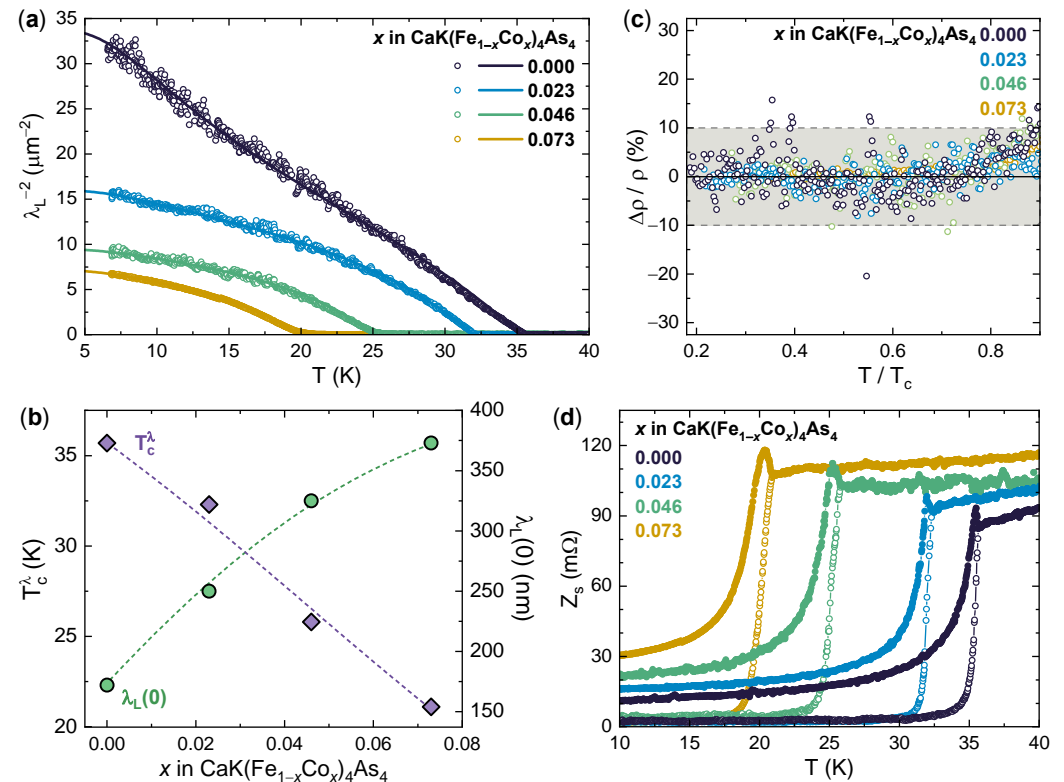 (a)
x in CaK(Fe1−xCox)4As4
0.000
0.023
0.046
0.073
35
30
25
20
15
10
5
0
λL−2 (μm−2)
5 10 15 20 25 30 35 40
T (K)
(c)
x in CaK(Fe1−xCox)4As4
0.000
0.023
0.046
0.073
30
20
10
0
−10
−20
−30
Δρ / ρ (%)
0.2 0.4 0.6 0.8
T / Tc
(b)
Tcλ
λL(0)
35
30
25
20
Tcλ (K)
400
350
300
250
200
150
λL(0) (nm)
0.00 0.02 0.04 0.06 0.08
x in CaK(Fe1−xCox)4As4
(d)
x in CaK(Fe1−xCox)4As4
0.000
0.023
0.046
0.073
120
90
60
30
0
Zs (mΩ)
10 15 20 25 30 35 40
T (K)